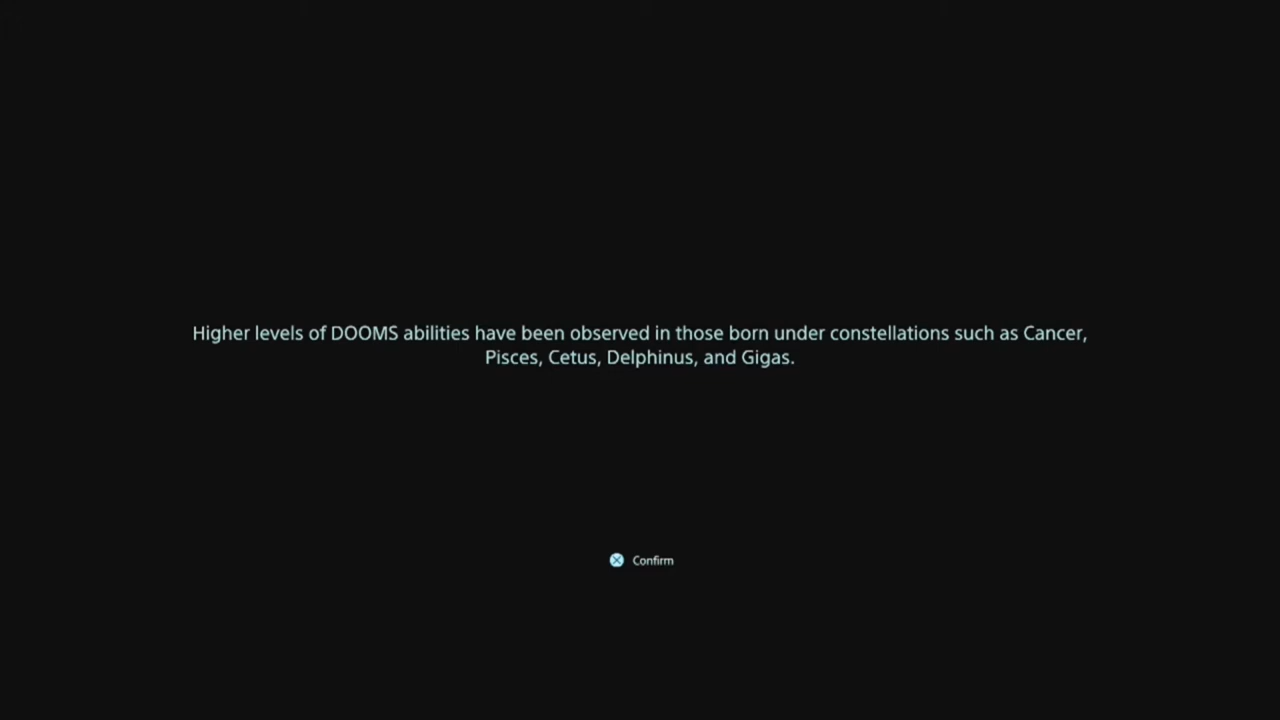 Higher levels of DOOMS abilities have been observed in those born under constellations such as Cancer,
Pisces, Cetus, Delphinus, and Gigas.
Confirm